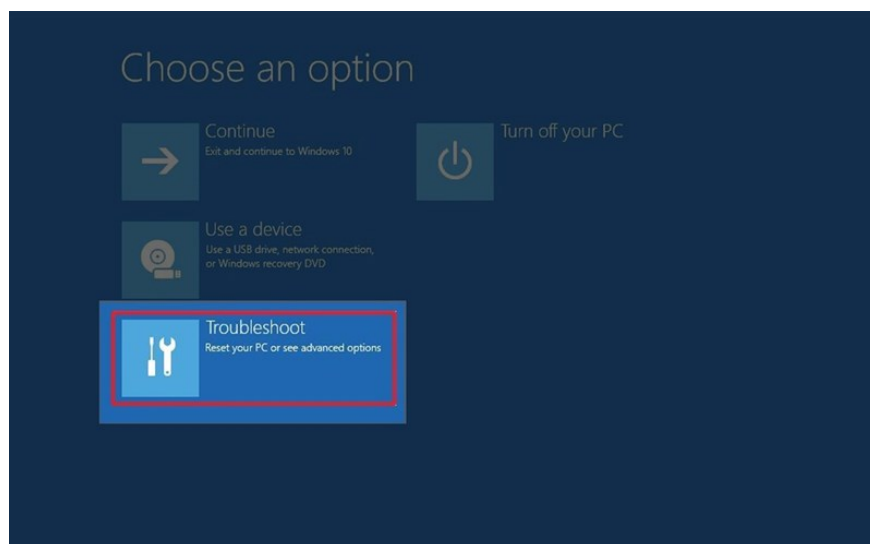 Choose an option
Continue
Exit and continue to Windows 10
Turn off your PC
Use a device
Use a USB drive, network connection,
or Windows recovery DVD
Troubleshoot
Reset your PC or see advanced options